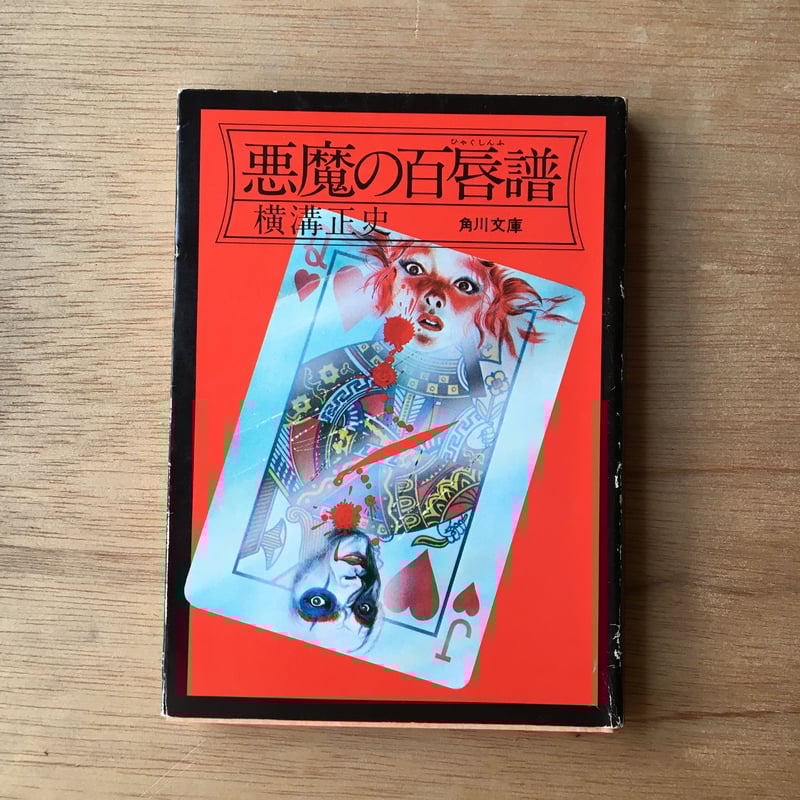 ひゃくしんふ
悪魔の百唇譜
横溝正史
角川文庫